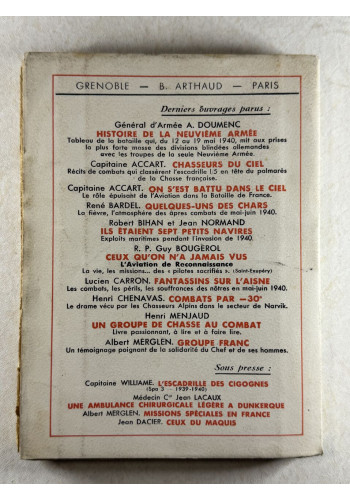 GRENOBLE — B. ARTHAUD — PARIS
Derniers ouvrages parus :
Général d'Armée A. DOUMENC
HISTOIRE DE LA NEUVIÈME ARMÉE
Tableau de la bataille qui, du 12 au 19 mai 1940, mit aux prises
la plus forte masse des divisions blindées allemandes
avec les troupes de la seule Neuvième Armée.
Capitaine ACCART. CHASSEURS DU CIEL
Récits de combats qui classèrent l'escadrille 1.5 en tête du palmarès
de la Chasse française.
Capitaine ACCART. ON S'EST BATTU DANS LE CIEL
Le rôle épuisant de l'Aviation dans la Bataille de France.
René BARDEL. QUELQUES-UNS DES CHARS
La fièvre, l'atmosphère des âpres combats de mai-juin 1940.
Robert BIHAN et Jean NORMAND
ILS ÉTAIENT SEPT PETITS NAVIRES
Exploits maritimes pendant l'invasion de 1940.
R. P. Guy BOUGEROL
CEUX QU'ON N'A JAMAIS VUS
L'Aviation de Reconnaissance
La vie, les missions... des « pilotes sacrifiés ». (Saint-Exupéry)
Lucien CARRON. FANTASSINS SUR L'AISNE
Les combats, les périls, les souffrances des nôtres en mai-juin 1940.
Henri CHENAVAS. COMBATS PAR —30°
Le drame vécu par les Chasseurs Alpins dans le secteur de Narvik.
Henri MENJAUD
UN GROUPE DE CHASSE AU COMBAT
Livre passionnant, à lire et à faire lire.
Albert MERGLEN. GROUPE FRANC
Un témoignage poignant de la solidarité du Chef et de ses hommes.
Sous presse :
Capitaine WILLIAME. L'ESCADRILLE DES CIGOGNES
(Spa 3 - 1939-1940)
Médecin Cne Jean LACAUX
UNE AMBULANCE CHIRURGICALE LÉGÈRE A DUNKERQUE
Albert MERGLEN. MISSIONS SPÉCIALES EN FRANCE
Jean DACIER. CEUX DU MAQUIS